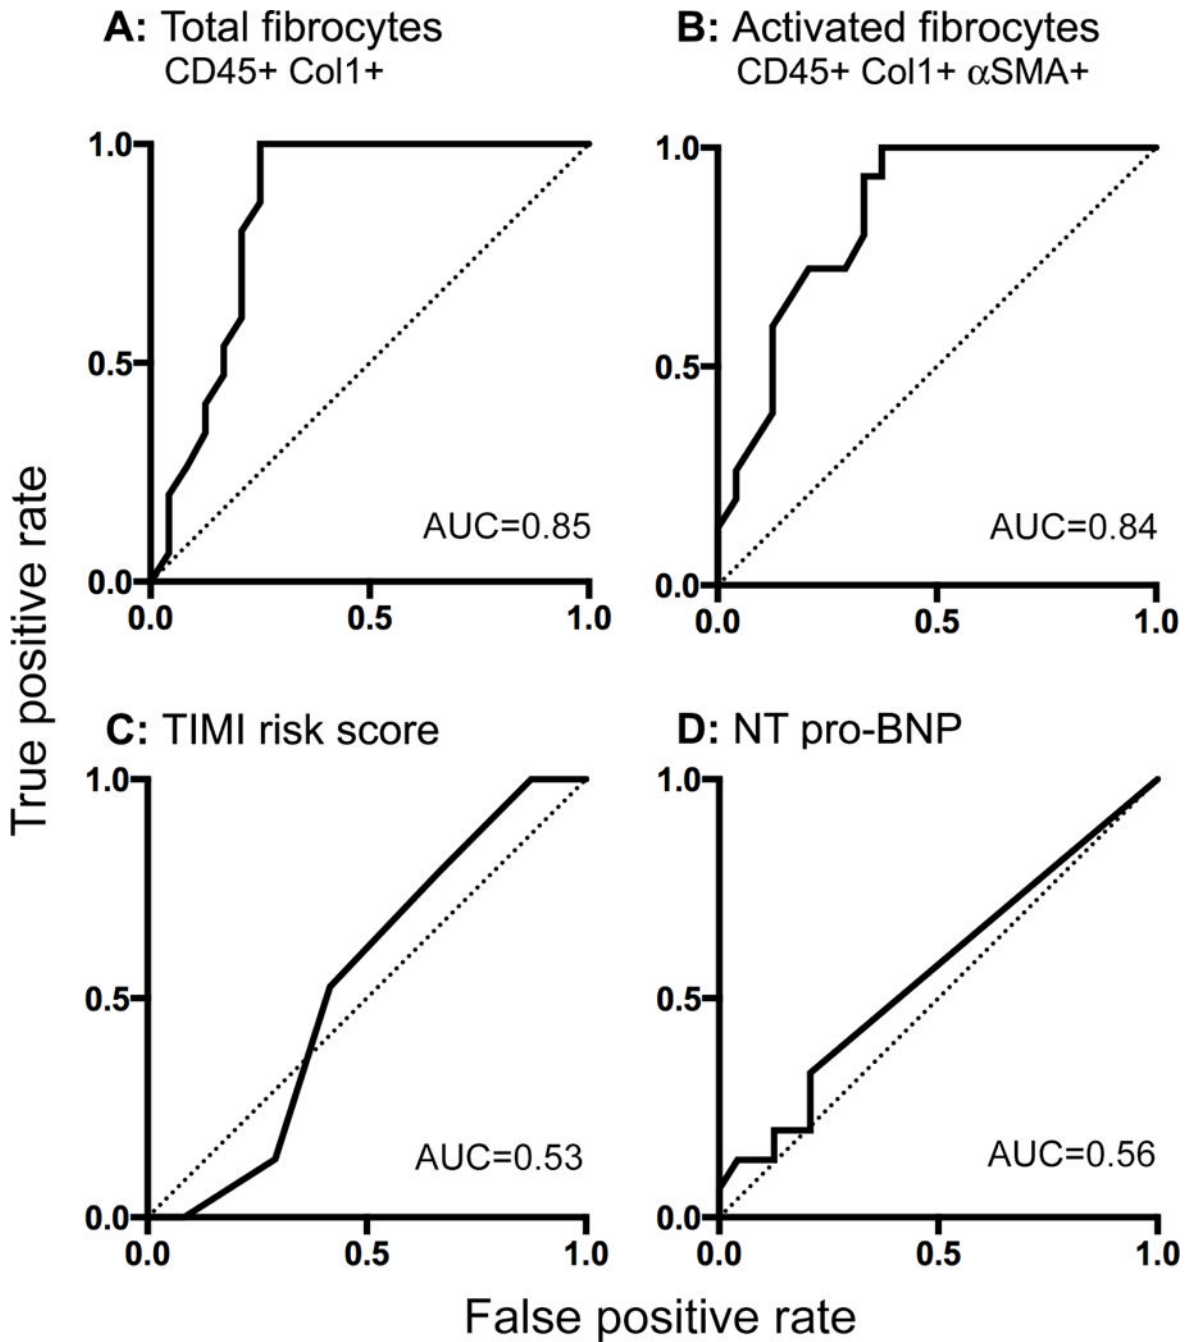 A: Total fibrocytes
CD45+ Col1+
1.0
0.5
0.0
0.0 0.5 1.0
AUC=0.85
B: Activated fibrocytes
CD45+ Col1+ αSMA+
1.0
0.5
0.0
0.0 0.5 1.0
AUC=0.84
True positive rate
C: TIMI risk score
1.0
0.5
0.0
0.0 0.5 1.0
AUC=0.53
D: NT pro-BNP
1.0
0.5
0.0
0.0 0.5 1.0
AUC=0.56
False positive rate